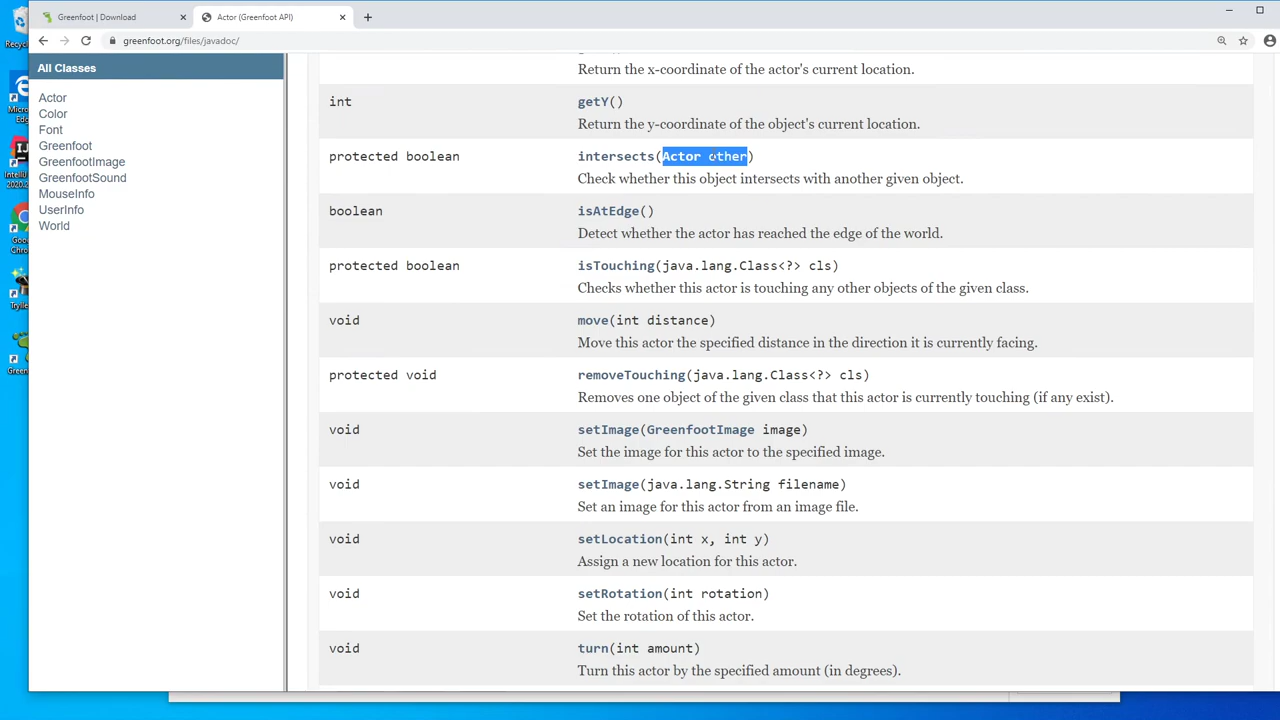 Greenfoot | Download
Actor (Greenfoot API)
greenfoot.org/files/javadoc/
All Classes
Actor
Color
Font
Greenfoot
GreenfootImage
GreenfootSound
MouseInfo
UserInfo
World
Return the x-coordinate of the actor's current location.
int getY()
Return the y-coordinate of the object's current location.
protected boolean intersects(Actor other)
Check whether this object intersects with another given object.
boolean isAtEdge()
Detect whether the actor has reached the edge of the world.
protected boolean isTouching(java.lang.Class<?> cls)
Checks whether this actor is touching any other objects of the given class.
void move(int distance)
Move this actor the specified distance in the direction it is currently facing.
protected void removeTouching(java.lang.Class<?> cls)
Removes one object of the given class that this actor is currently touching (if any exist).
void setImage(GreenfootImage image)
Set the image for this actor to the specified image.
void setImage(java.lang.String filename)
Set an image for this actor from an image file.
void setLocation(int x, int y)
Assign a new location for this actor.
void setRotation(int rotation)
Set the rotation of this actor.
void turn(int amount)
Turn this actor by the specified amount (in degrees).